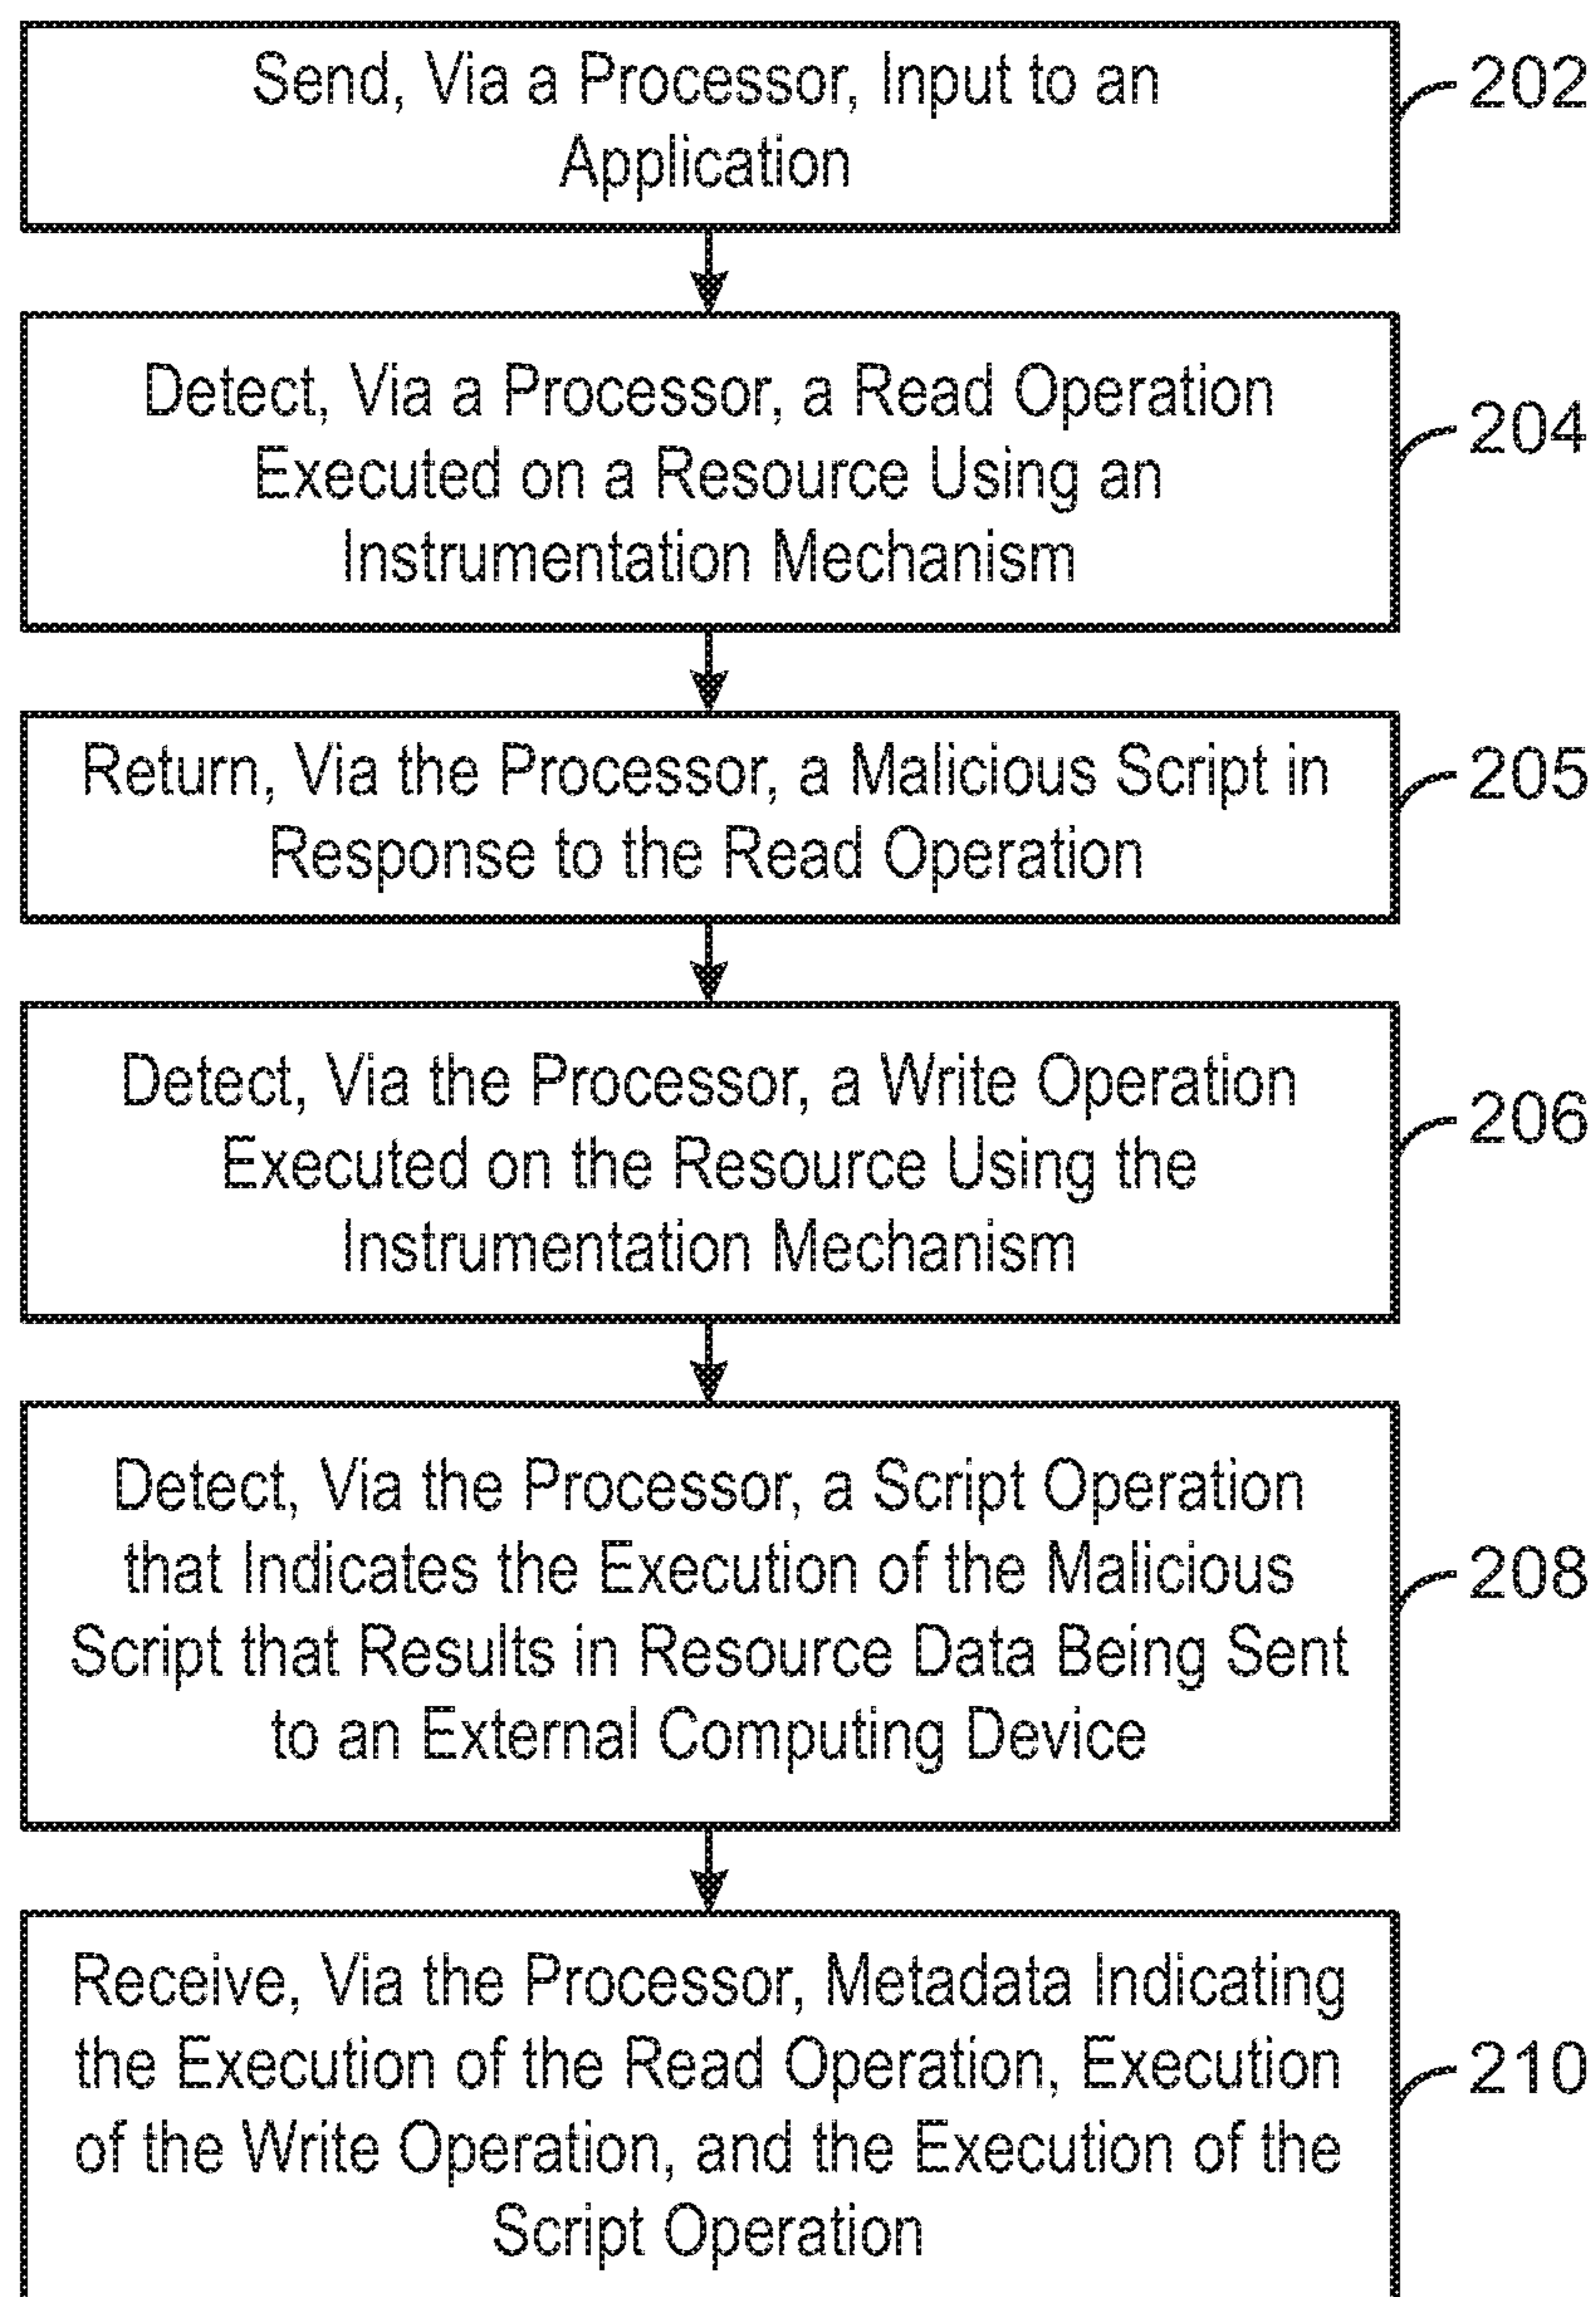 Send, Via a Processor, Input to an
Application
202
Detect, Via a Processor, a Read Operation
Executed on a Resource Using an
Instrumentation Mechanism
204
Return, Via the Processor, a Malicious Script in
Response to the Read Operation
205
Detect, Via the Processor, a Write Operation
Executed on the Resource Using the
Instrumentation Mechanism
206
Detect, Via the Processor, a Script Operation
that Indicates the Execution of the Malicious
Script that Results in Resource Data Being Sent
to an External Computing Device
208
Receive, Via the Processor, Metadata Indicating
the Execution of the Read Operation, Execution
of the Write Operation, and the Execution of the
Script Operation
210